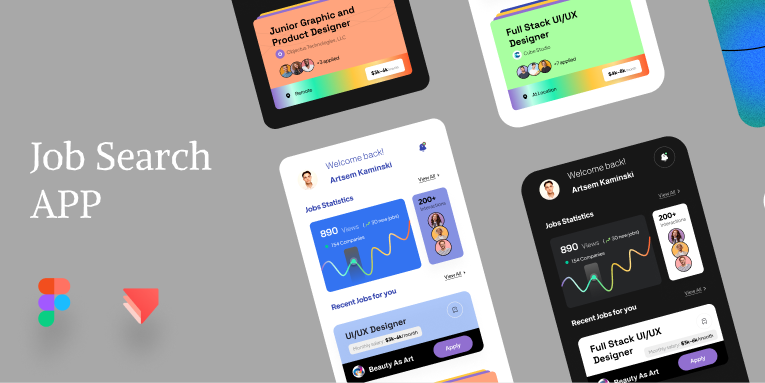 Job Search
APP
Junior Graphic and
Product Designer
Objectus Technologies, LLC
+3 applied
Remote
$3k-4k/month
Full Stack UI/UX
Designer
Cube Studio
+7 applied
At Location
Welcome back!
Artsem Kaminski
Jobs Statistics
View All
890 Views (30 new jobs)
154 Companies
200+
Interactions
Recent Jobs for you
View All
UI/UX Designer
Monthly salary $3k-4k/month
Beauty As Art
Apply
Welcome back!
Artsem Kaminski
Jobs Statistics
View All
890 Views (30 new jobs)
154 Companies
200+
Interactions
Recent Jobs for you
View All
Full Stack UI/UX
Designer
Monthly salary $3k-4k/month
Beauty As Art
Apply